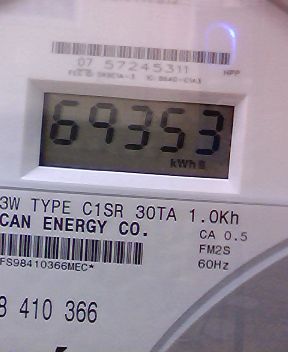 07 57245311
69353
kWh
3W TYPE C1SR 30TA 1.0Kh
CAN ENERGY CO.
CA 0.5
FM2S
FS98410366MEC*
60Hz
8 410 366